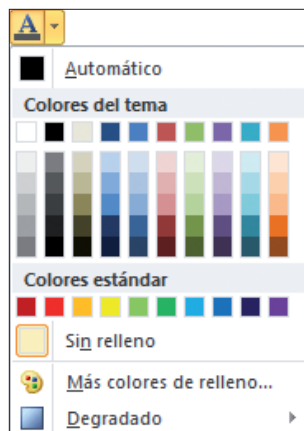 A
Automático
Colores del tema
Colores estándar
Sin relleno
Más colores de relleno...
Degradado